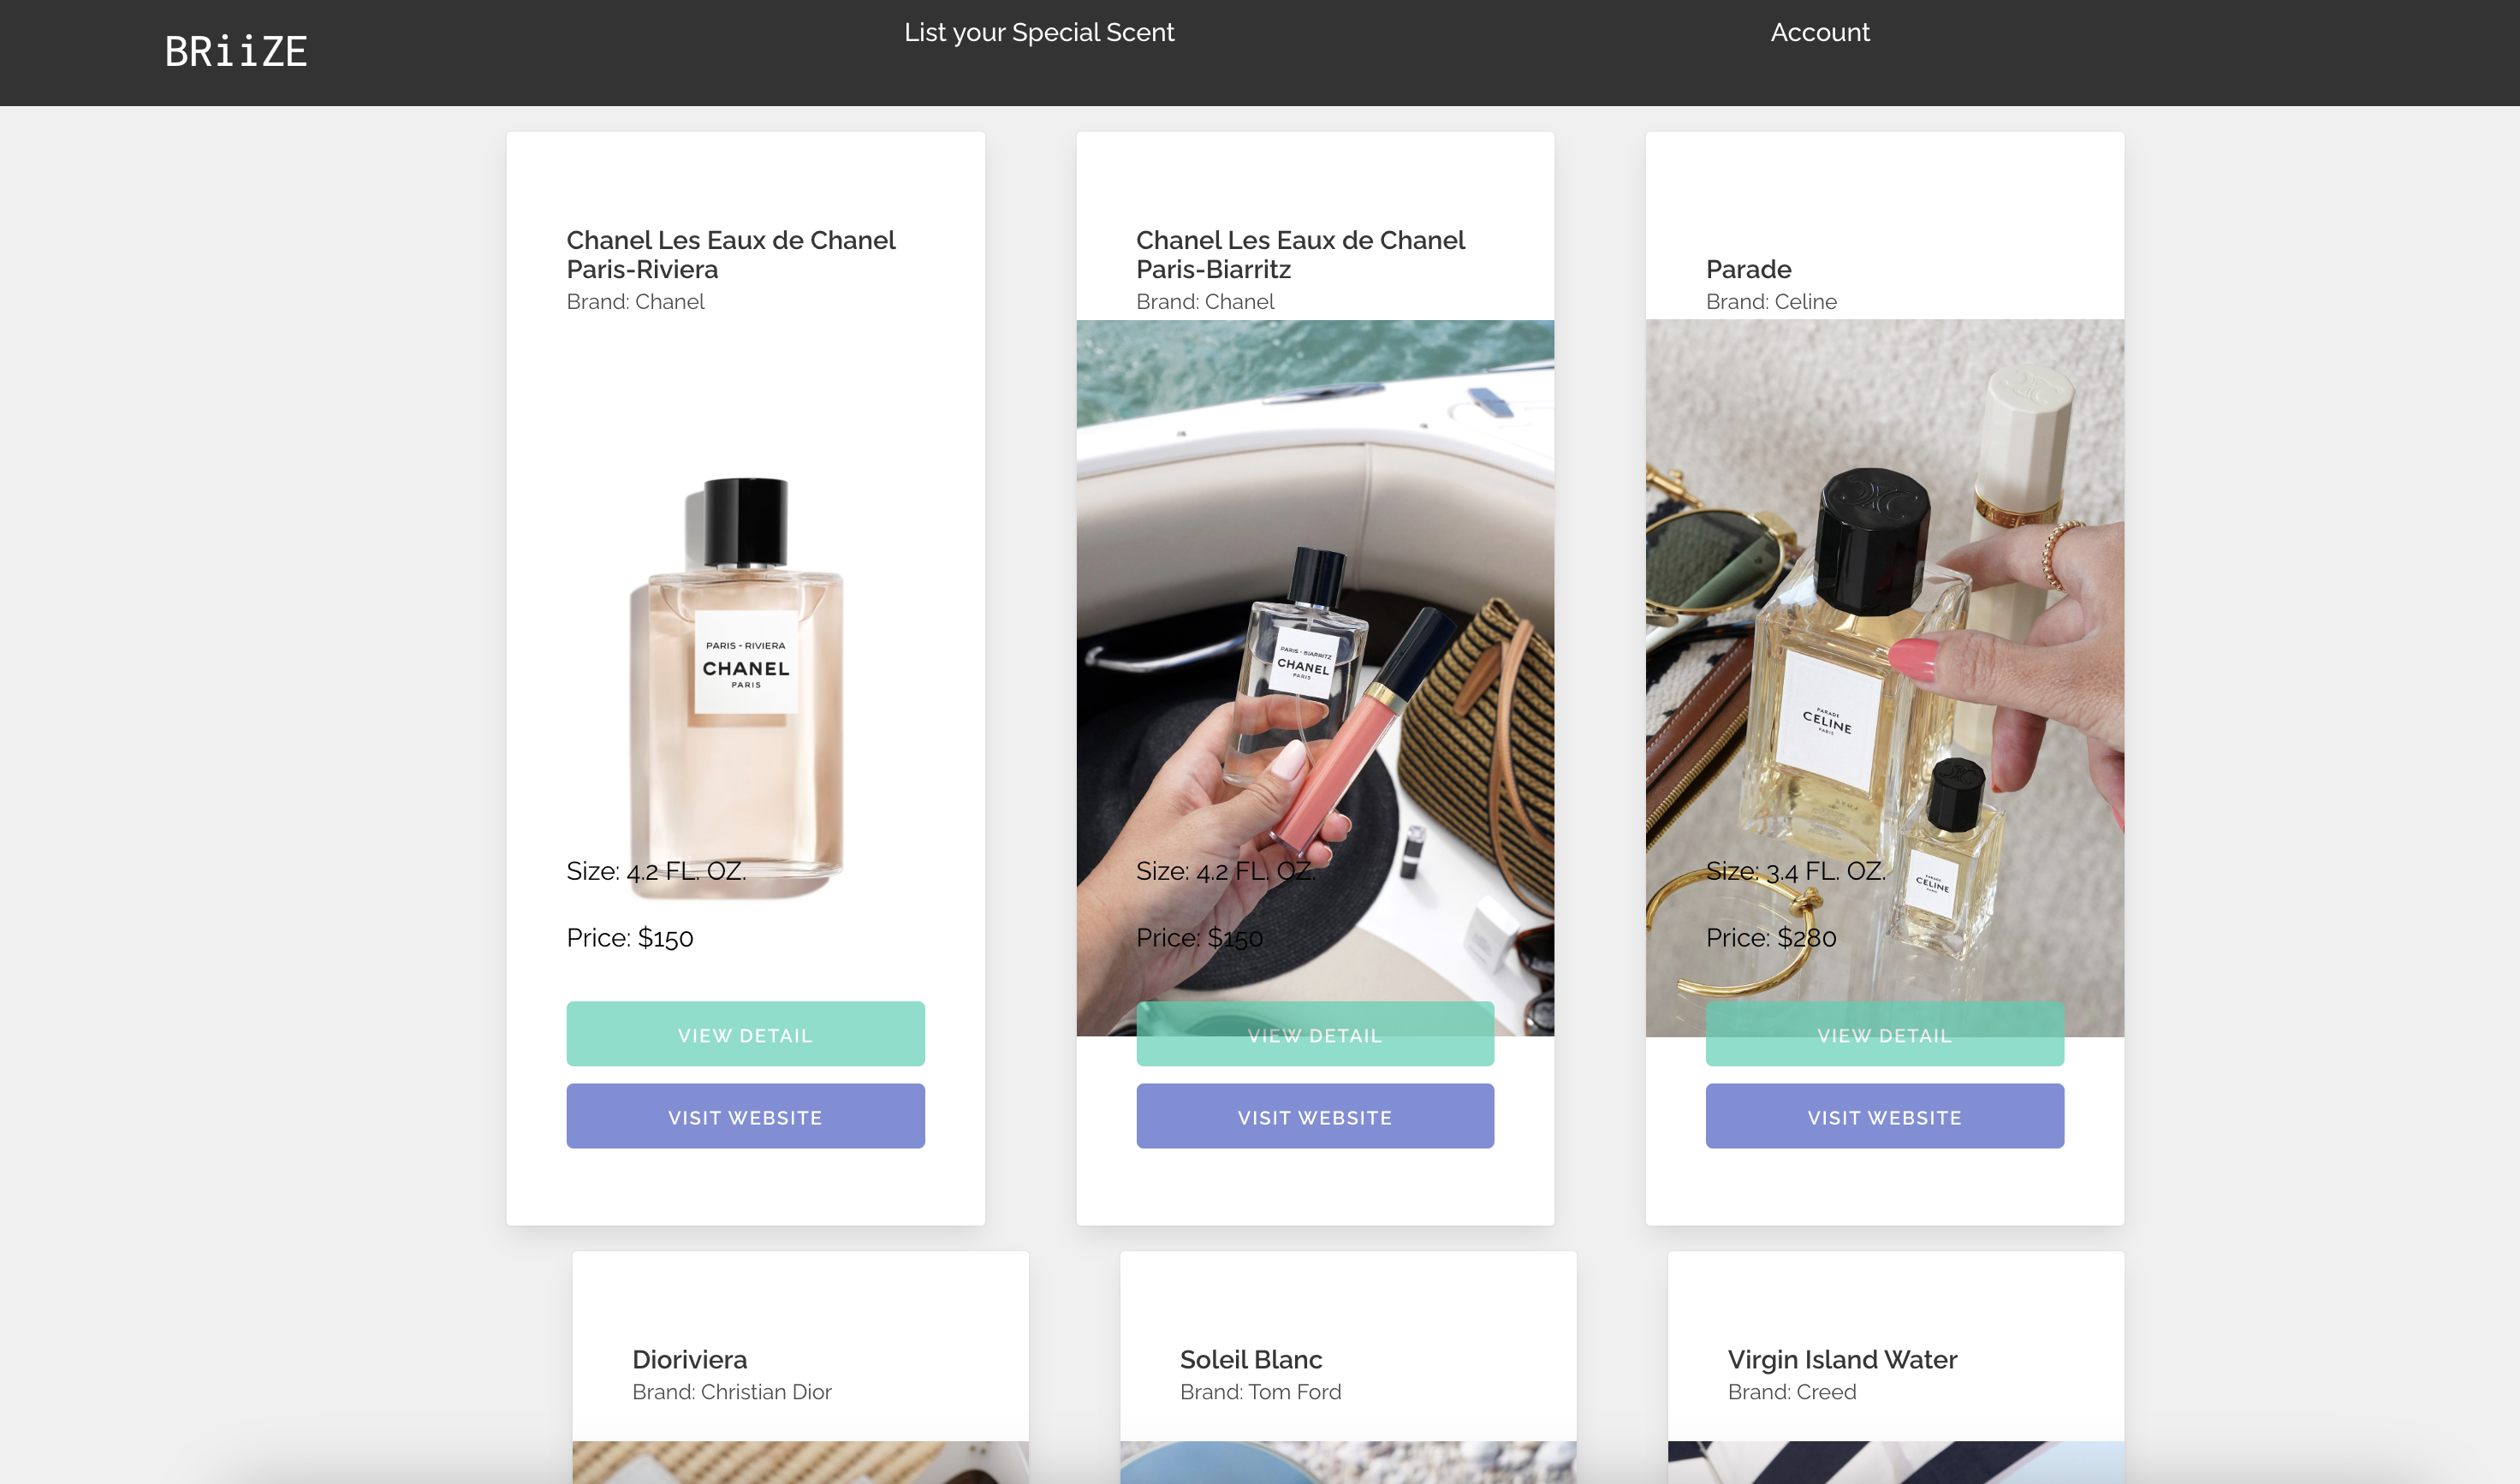 BRiiZE
List your Special Scent
Account
Chanel Les Eaux de Chanel
Paris-Riviera
Brand: Chanel
PARIS - RIVIERA
CHANEL
PARIS
Size: 4.2 FL. OZ.
Price: $150
VIEW DETAIL
VISIT WEBSITE
Chanel Les Eaux de Chanel
Paris-Biarritz
Brand: Chanel
PARIS - BIARRITZ
CHANEL
PARIS
Size: 4.2 FL. OZ.
Price: $150
VIEW DETAIL
VISIT WEBSITE
Parade
Brand: Celine
PARADE
CELINE
PARIS
PARADE
CELINE
PARIS
Size: 3.4 FL. OZ.
Price: $280
VIEW DETAIL
VISIT WEBSITE
Dioriviera
Brand: Christian Dior
Soleil Blanc
Brand: Tom Ford
Virgin Island Water
Brand: Creed